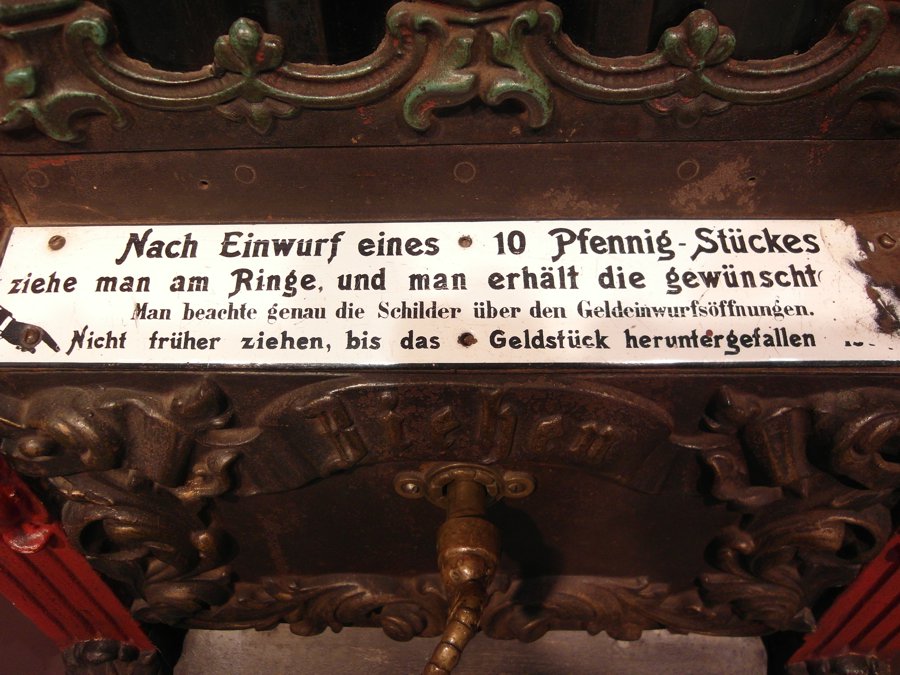 Nach Einwurf eines 10 Pfennig-Stückes
ziehe man am Ringe, und man erhält die gewünscht
Man beachte genau die Schilder über den Geldeinwurfsöffnungen.
Nicht früher ziehen, bis das Geldstück heruntergefallen
Ziehen